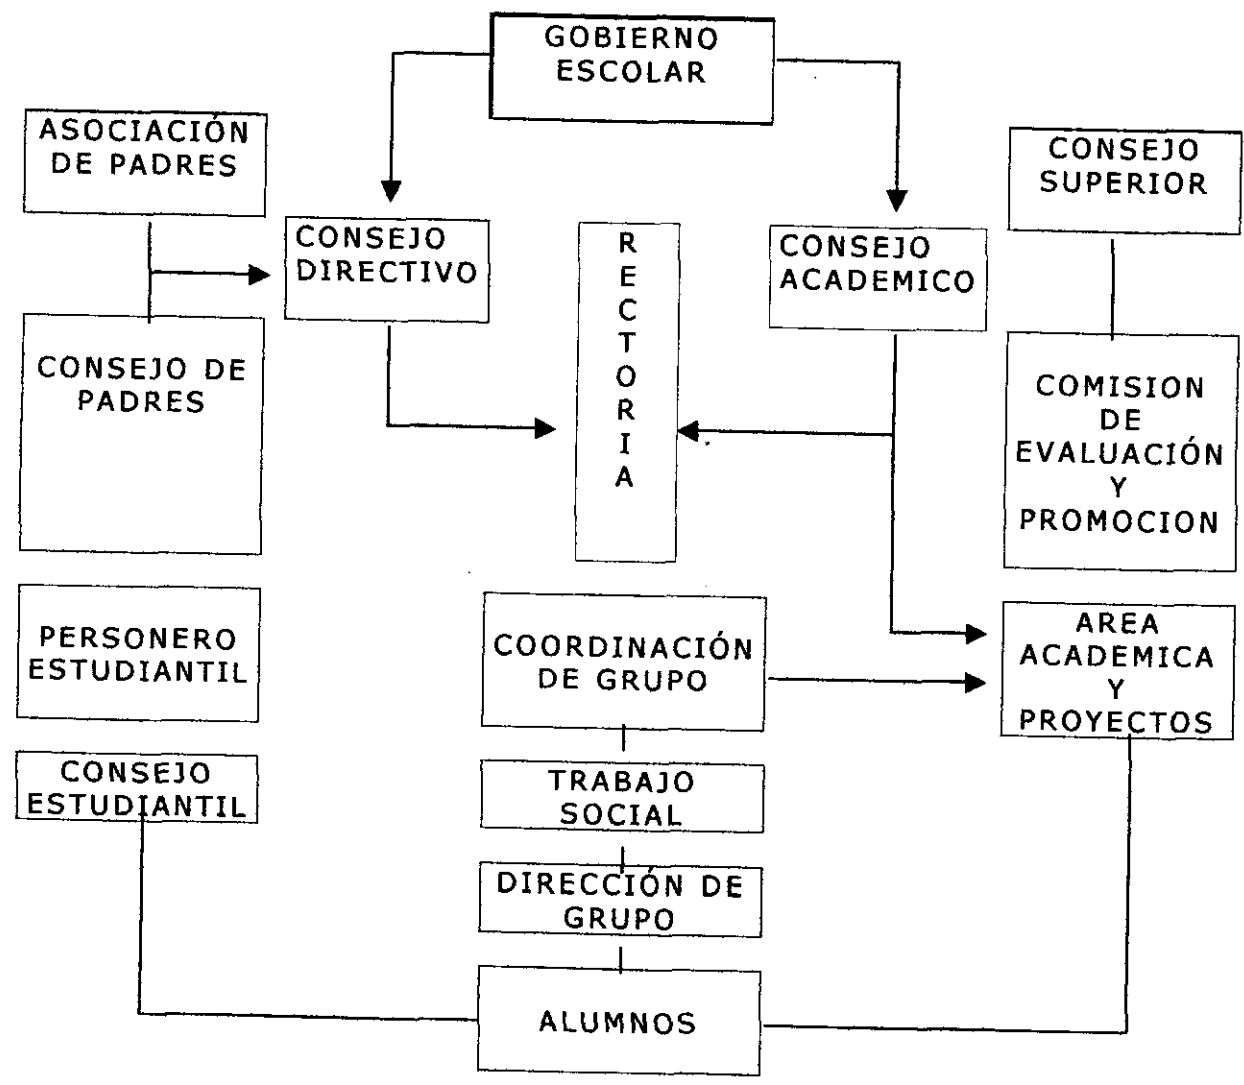 GOBIERNO
ESCOLAR
ASOCIACIÓN
DE PADRES
CONSEJO
SUPERIOR
CONSEJO
DIRECTIVO
R
E
C
T
O
R
I
A
CONSEJO
ACADEMICO
CONSEJO DE
PADRES
COMISION
DE
EVALUACIÓN
Y
PROMOCION
PERSONERO
ESTUDIANTIL
COORDINACIÓN
DE GRUPO
AREA
ACADEMICA
Y
PROYECTOS
CONSEJO
ESTUDIANTIL
TRABAJO
SOCIAL
DIRECCIÓN DE
GRUPO
ALUMNOS